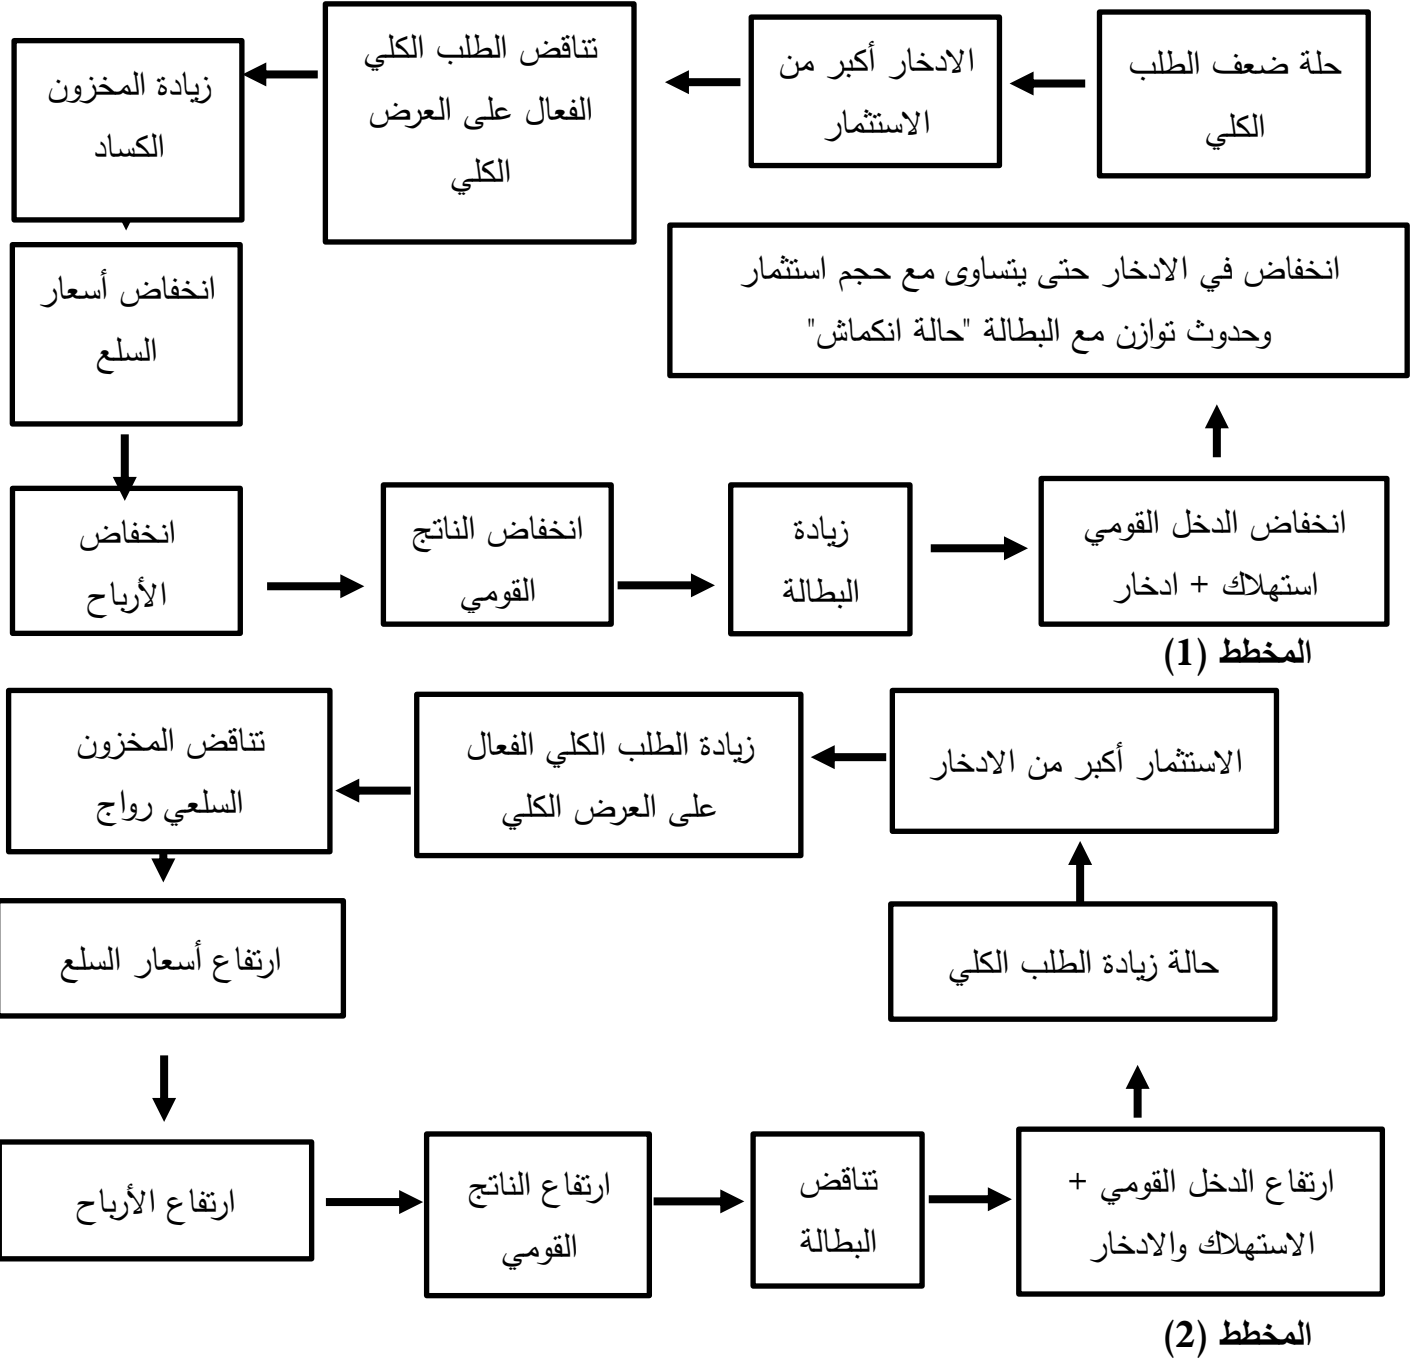 حلة ضعف الطلب
الكلي
الادخار أكبر من
الاستثمار
تناقض الطلب الكلي
الفعال على العرض
الكلي
زيادة المخزون
الكساد
انخفاض أسعار
السلع
انخفاض
الأرباح
انخفاض الناتج
القومي
زيادة
البطالة
انخفاض الدخل القومي
استهلاك + ادخار
انخفاض في الادخار حتى يتساوى مع حجم استثمار
وحدوث توازن مع البطالة "حالة انكماش"
المخطط (1)
حالة زيادة الطلب الكلي
الاستثمار أكبر من الادخار
زيادة الطلب الكلي الفعال
على العرض الكلي
تناقض المخزون
السلعي رواج
ارتفاع أسعار السلع
ارتفاع الأرباح
ارتفاع الناتج
القومي
تناقض
البطالة
ارتفاع الدخل القومي +
الاستهلاك والادخار
المخطط (2)